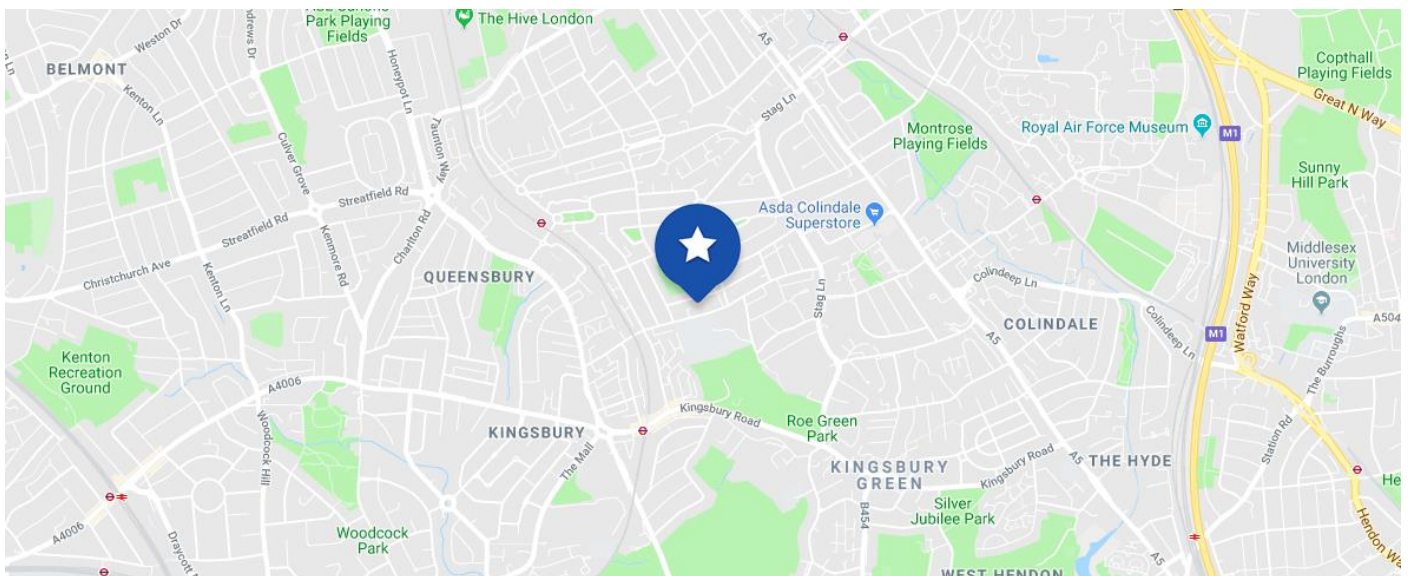 Park Playing
Fields
The Hive London
Weston Dr
BELMONT
Kenton Ln
Honeypot Ln
Taunton Way
Culver Grove
Streatfield Rd
Streatfield Rd
Charlton Rd
Kenmore Rd
Christchurch Ave
Kenton Ln
QUEENSBURY
A5
Stag Ln
Montrose
Playing Fields
Royal Air Force Museum
M1
Copthall
Playing Fields
Great N Way
Sunny
Hill Park
Asda Colindale
Superstore
Middlesex
University
London
Colindeep Ln
COLINDALE
Colindeep Ln
Stag Ln
A5
M1
Watford Way
A504
The Burroughs
Kenton
Recreation
Ground
A4006
Woodcock Hill
KINGSBURY
The Mall
Kingsbury Road
Roe Green
Park
KINGSBURY
GREEN
Kingsbury Road
A5
THE HYDE
Station Rd
Silver
Jubilee Park
B454
Woodcock
Park
A4006
Hendon Wa
He
A5
WEST HENDON